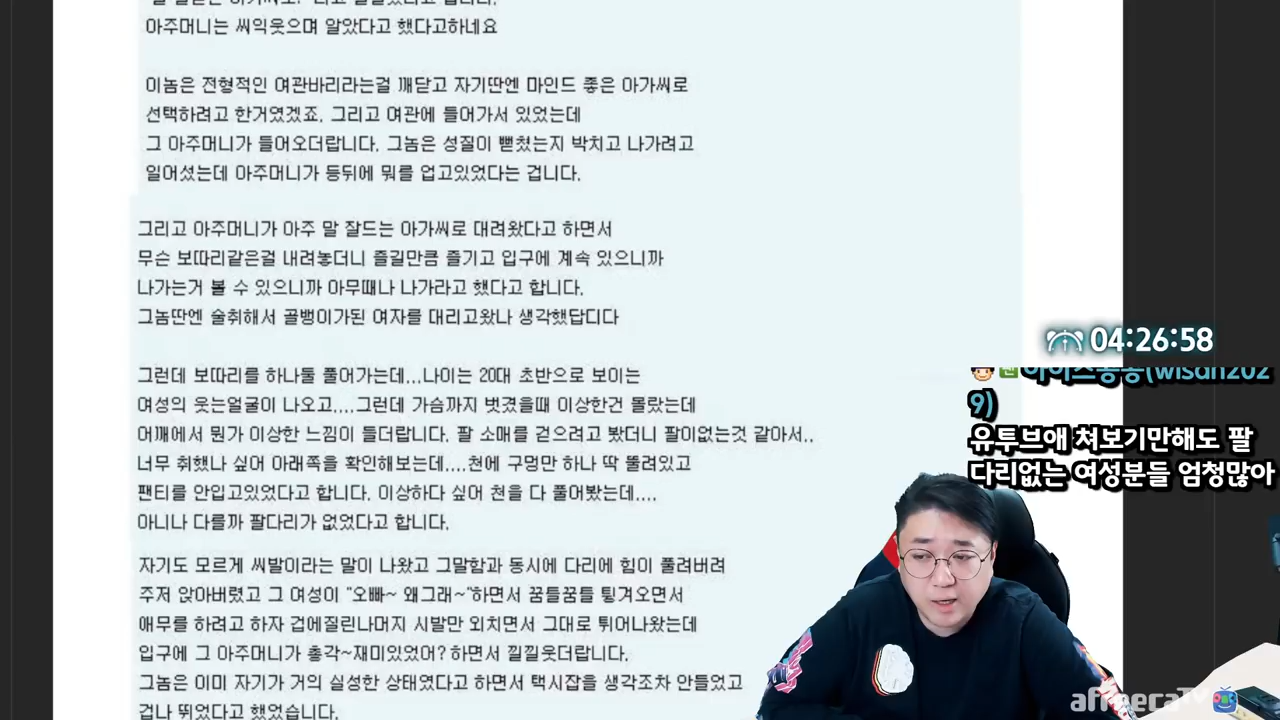 아주머니는 씨익웃으며 알았다고 했다고하네요
이놈은 전형적인 여관바리라는걸 깨닫고 자기딴엔 마인드 좋은 아가씨로
선택하려고 한거였겠죠, 그리고 여관에 들어가서 있었는데
그 아주머니가 들어오더랍니다. 그놈은 성질이 뻗쳤는지 박치고 나가려고
일어섰는데 아주머니가 등뒤에 뭐를 업고있었다는 겁니다.
그리고 아주머니가 아주 말 잘드는 아가씨로 대려왔다고 하면서
무슨 보따리같은걸 내려놓더니 즐길만큼 즐기고 입구에 계속 있으니까
나가는거 볼 수 있으니까 아무때나 나가라고 했다고 합니다.
그놈딴엔 술취해서 골뱅이가된 여자를 대리고왔나 생각했답디다
그런데 보따리를 하나둘 풀어가는데...나이는 20대 초반으로 보이는
여성의 웃는얼굴이 나오고....그런데 가슴까지 벗겼을때 이상한건 몰랐는데
어깨에서 뭔가 이상한 느낌이 들더랍니다. 팔 소매를 걷으려고 봤더니 팔이없는것 같아서..
너무 취했나 싶어 아래쪽을 확인해보는데....천에 구멍만 하나 딱 뚫려있고
팬티를 안입고있었다고 합니다. 이상하다 싶어 천을 다 풀어봤는데....
아니나 다를까 팔다리가 없었다고 합니다.
자기도 모르게 씨발이라는 말이 나왔고 그말함과 동시에 다리에 힘이 풀려버려
주저 앉아버렸고 그 여성이 "오빠~ 왜그래~"하면서 꿈틀꿈틀 튕겨오면서
애무를 하려고 하자 겁에질린나머지 시발만 외치면서 그대로 튀어나왔는데
입구에 그 아주머니가 총각~재미있었어? 하면서 낄낄웃더랍니다.
그놈은 이미 자기가 거의 실성한 상태였다고 하면서 택시잡을 생각조차 안들었고
겁나 뛰었다고 했었습니다.
04:26:58
9)
유투브애 쳐보기만해도 팔
다리없는 여성분들 엄청많아
afreecaTV